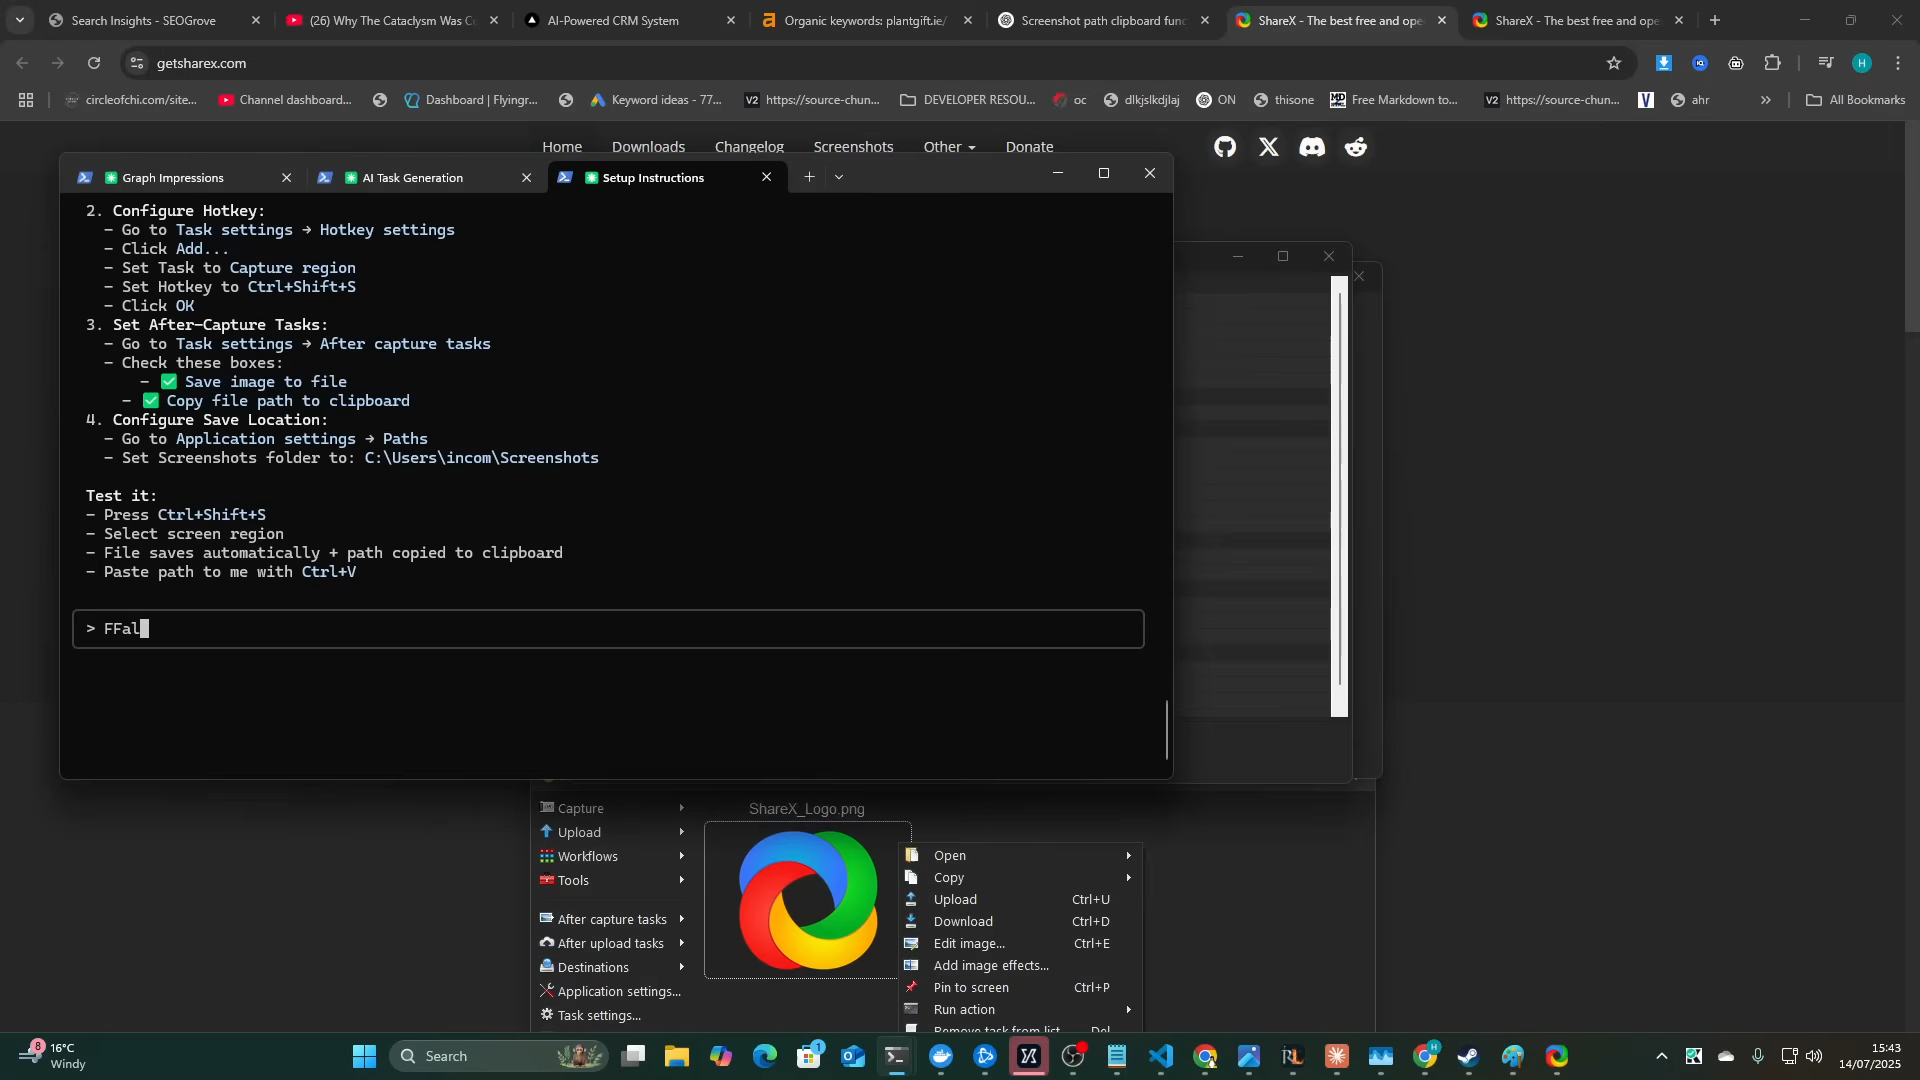 Search Insights - SEOGrove
(26) Why The Cataclysm Was C
AI-Powered CRM System
Organic keywords: plantgift.ie/
Screenshot path clipboard func
ShareX - The best free and ope
ShareX - The best free and ope
getsharex.com
H
circleofchi.com/site...
Channel dashboard...
Dashboard | Flyingr...
Keyword ideas - 77...
V2 https://source-chun...
DEVELOPER RESOU...
oc
dlkjslkdjlaj
ON
thisone
Free Markdown to...
V2 https://source-chun...
ahr
»
All Bookmarks
Home
Downloads
Changelog
Screenshots
Other
Donate
Graph Impressions
AI Task Generation
Setup Instructions
2. Configure Hotkey:
- Go to Task settings → Hotkey settings
- Click Add...
- Set Task to Capture region
- Set Hotkey to Ctrl+Shift+S
- Click OK
3. Set After-Capture Tasks:
- Go to Task settings → After capture tasks
- Check these boxes:
- ✅ Save image to file
- ✅ Copy file path to clipboard
4. Configure Save Location:
- Go to Application settings → Paths
- Set Screenshots folder to: C:\Users\incom\Screenshots
Test it:
- Press Ctrl+Shift+S
- Select screen region
- File saves automatically + path copied to clipboard
- Paste path to me with Ctrl+V
> FFal
Capture
Upload
Workflows
Tools
After capture tasks
After upload tasks
Destinations
Application settings...
Task settings...
ShareX_Logo.png
Open
Copy
Upload Ctrl+U
Download Ctrl+D
Edit image... Ctrl+E
Add image effects...
Pin to screen Ctrl+P
Run action
Remove task from list Del
8
16°C
Windy
Search
1
H
15:43
14/07/2025